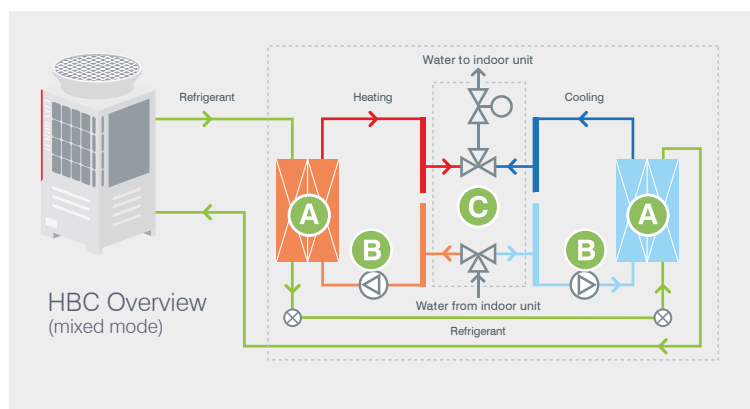 Water to indoor unit
Refrigerant
Heating
Cooling
A
B
C
B
A
HBC Overview
(mixed mode)
Water from indoor unit
Refrigerant